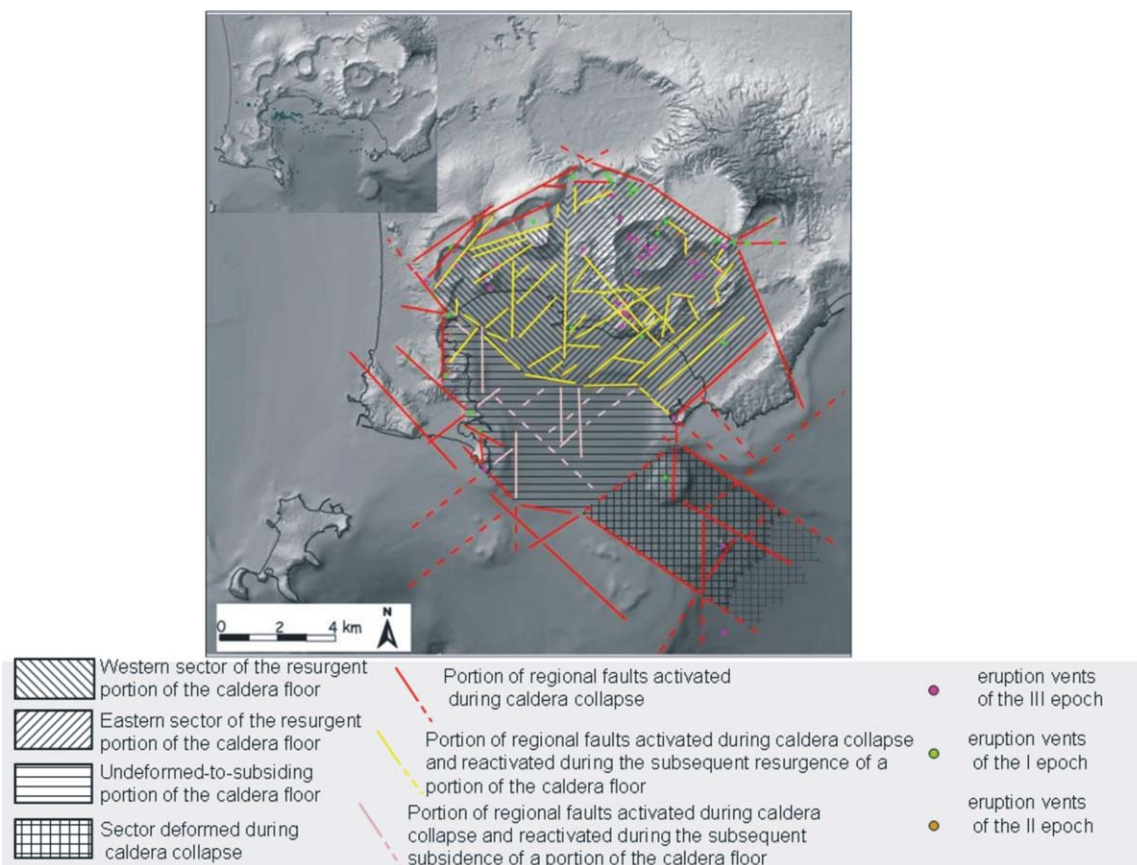 N
0 2 4 km
Western sector of the resurgent
portion of the caldera floor
Eastern sector of the resurgent
portion of the caldera floor
Undeformed-to-subsiding
portion of the caldera floor
Sector deformed during
caldera collapse
Portion of regional faults activated
during caldera collapse
Portion of regional faults activated during caldera collapse
and reactivated during the subsequent resurgence of a
portion of the caldera floor
Portion of regional faults activated during caldera
collapse and reactivated during the subsequent
subsidence of a portion of the caldera floor
eruption vents
of the III epoch
eruption vents
of the I epoch
eruption vents
of the II epoch